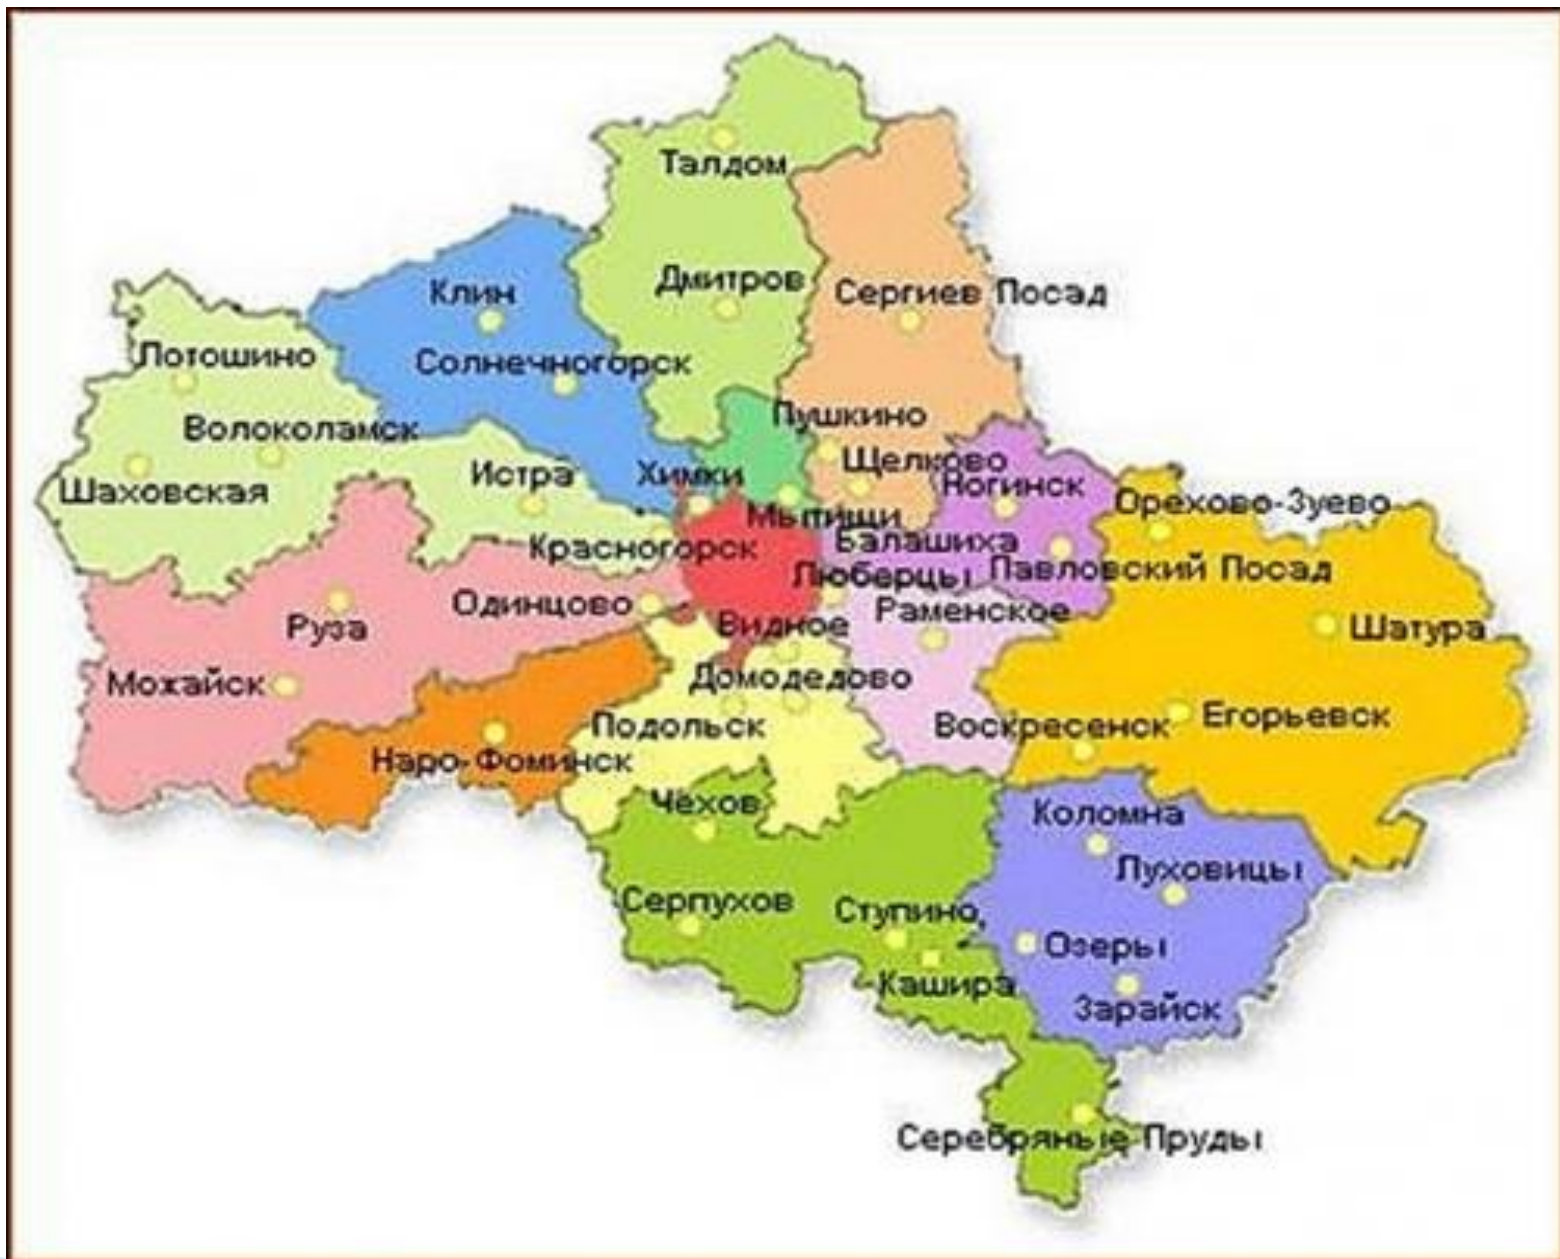 Талдом
Дмитров
Сергиев Посад
Клин
Солнечногорск
Лотошино
Волоколамск
Шаховская
Истра
Химки
Пушкино
Щелково
Ногинск
Орехово-Зуево
Мытищи
Красногорск
Балашиха
Люберцы
Павловский Посад
Одинцово
Видное
Раменское
Руза
Шатура
Можайск
Домодедово
Подольск
Воскресенск
Егорьевск
Наро-Фоминск
Чехов
Коломна
Луховицы
Серпухов
Ступино,
Озеры
Кашира
Зарайск
Серебряные Пруды